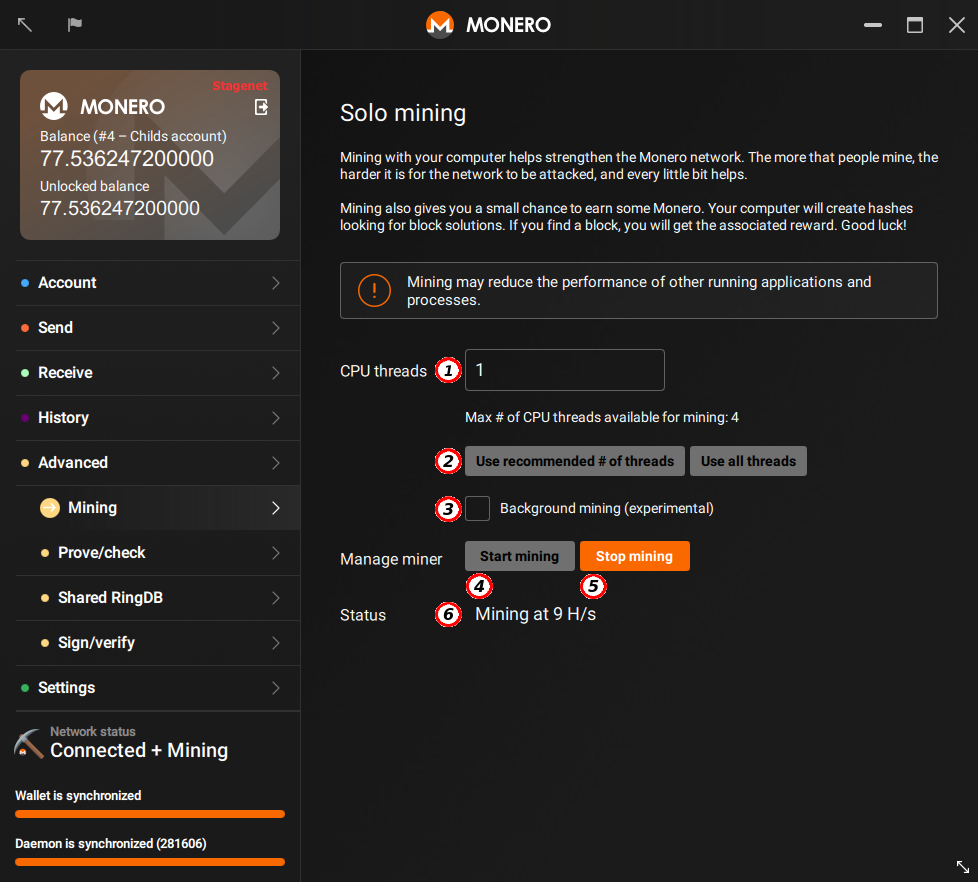 MONERO
Stagenet
MONERO
Balance (#4 – Childs account)
77.536247200000
Unlocked balance
77.536247200000
Account
Send
Receive
History
Advanced
Mining
Prove/check
Shared RingDB
Sign/verify
Settings
Network status
Connected + Mining
Wallet is synchronized
Daemon is synchronized (281606)
Solo mining
Mining with your computer helps strengthen the Monero network. The more that people mine, the
harder it is for the network to be attacked, and every little bit helps.
Mining also gives you a small chance to earn some Monero. Your computer will create hashes
looking for block solutions. If you find a block, you will get the associated reward. Good luck!
! Mining may reduce the performance of other running applications and
processes.
CPU threads 1 1
Max # of CPU threads available for mining: 4
2 Use recommended # of threads Use all threads
3 Background mining (experimental)
Manage miner Start mining Stop mining
4 5
Status 6 Mining at 9 H/s